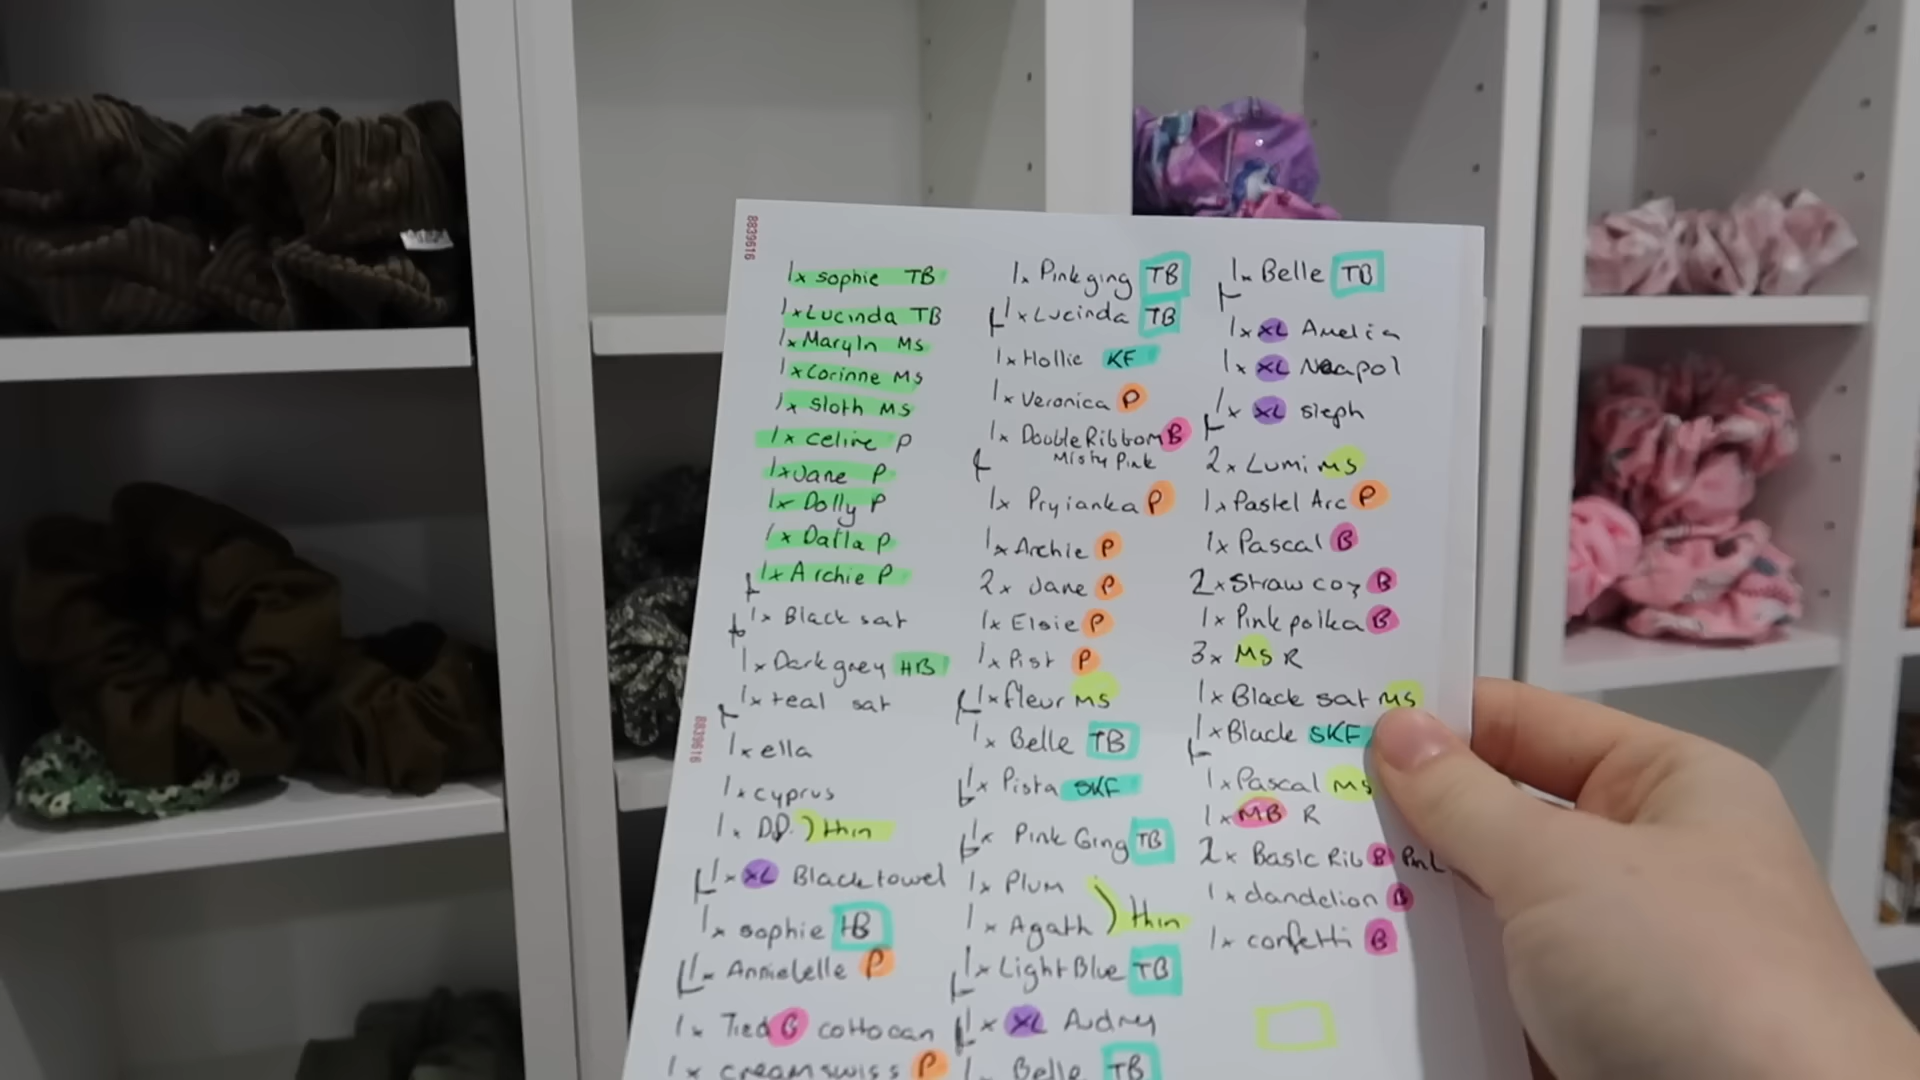 8839616
1x sophie TB
1x Lucinda TB
1x Maryln MS
1x Corinne MS
1x Sloth MS
1x Celine P
1x Jane P
1x Dolly P
1x Dalla P
1x Archie P
1x Black sat
1x Dark grey HB
1x teal sat
8839616
1x ella
1x cyprus
1x D.D. ) thin
1x XL Black towel
1x sophie TB
1x Annielelle P
1x Tied B cottocan
1x cream swiss P
1x Pink ging TB
1x Lucinda TB
1x Hollie KF
1x Veronica P
1x Double Ribbom B
Misty Pink
1x Pryianka P
1x Archie P
2x Jane P
1x Elsie P
1x Pist P
1x fleur MS
1x Belle TB
1x Pista SKF
1x Pink Ging TB
1x Plum
1x Agath ) thin
1x Light Blue TB
1x XL Audrey
1x Belle TB
1x Belle TB
1x XL Amelia
1x XL Neapol
1x XL steph
2x Lumi MS
1x Pastel Arc P
1x Pascal B
2x Straw coz B
1x Pink polka B
3x MS R
1x Black sat MS
1x Black SKF
1x Pascal MS
1x MB R
2x Basic Rib B
1x dandelion B
1x confetti B